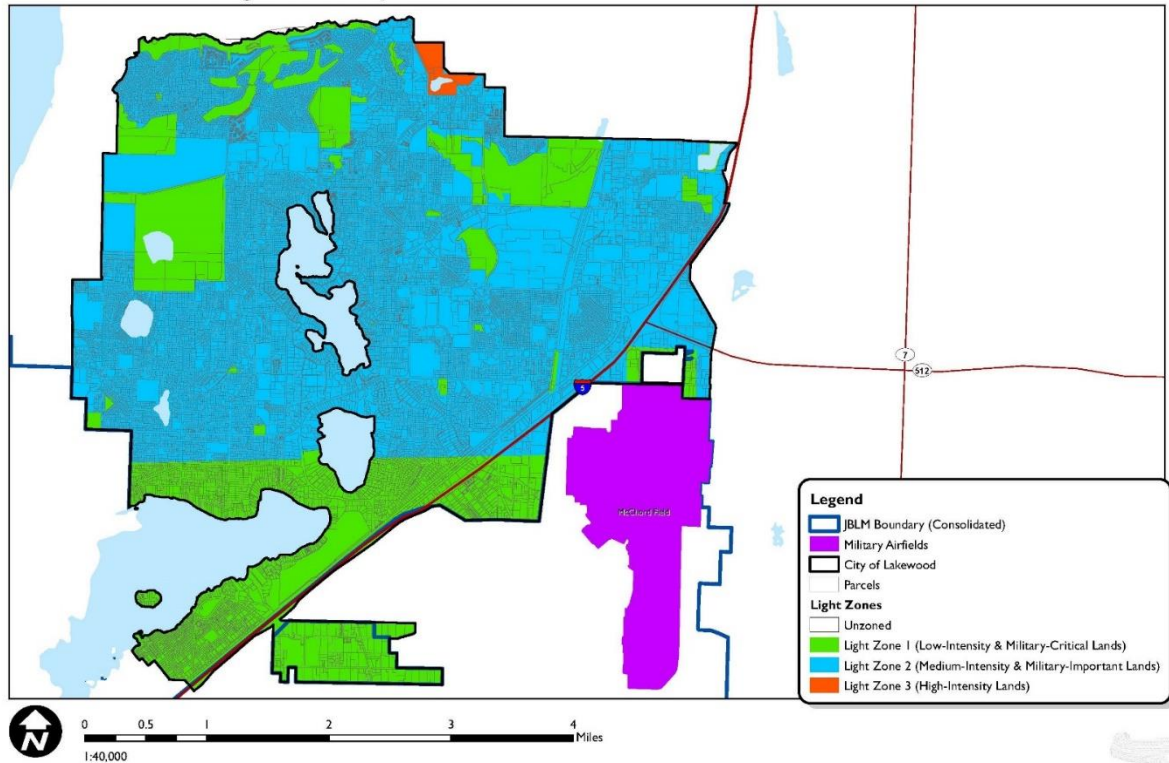 7
512
5
McChord Field
Legend
JBLM Boundary (Consolidated)
Military Airfields
City of Lakewood
Parcels
Light Zones
Unzoned
Light Zone 1 (Low-Intensity & Military-Critical Lands)
Light Zone 2 (Medium-Intensity & Military-Important Lands)
Light Zone 3 (High-Intensity Lands)
N
0 0.5 1 2 3 4
Miles
1:40,000